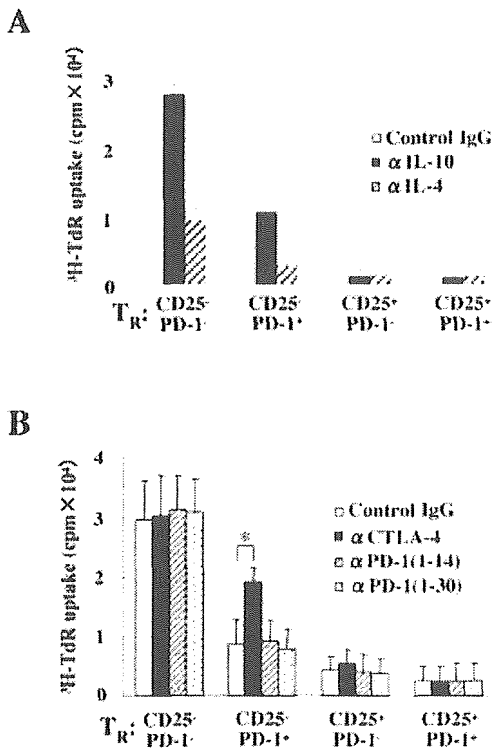 A
³H-TdR uptake (cpm × 10⁴)
3
2
1
0
Control IgG
α IL-10
α IL-4
T_R:
CD25⁻ CD25⁻ CD25⁺ CD25⁺
PD-1⁻ PD-1⁺ PD-1⁻ PD-1⁺
B
³H-TdR uptake (cpm × 10⁴)
4
3
2
1
0
*
Control IgG
α CTLA-4
α PD-1(1-14)
α PD-1(1-30)
T_R:
CD25⁻ CD25⁻ CD25⁺ CD25⁺
PD-1⁻ PD-1⁺ PD-1⁻ PD-1⁺